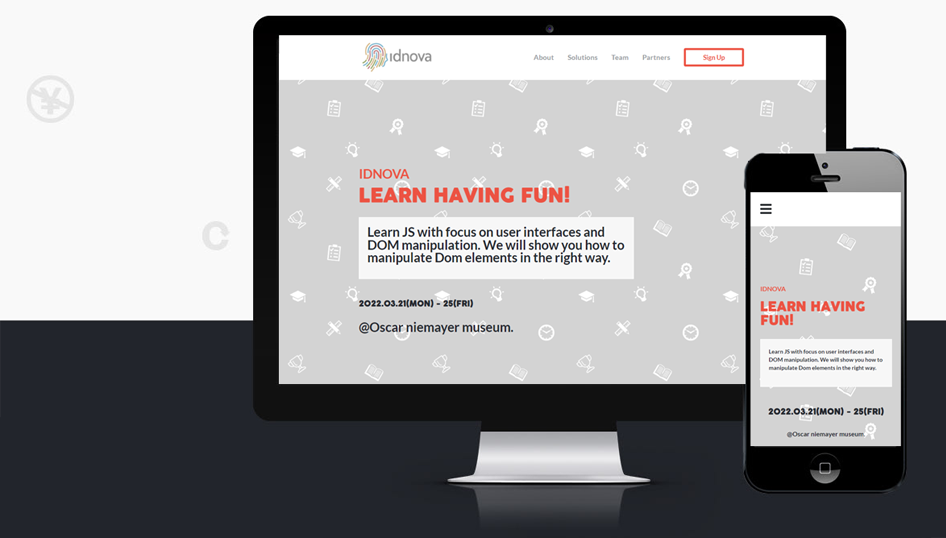 idnova
About Solutions Team Partners Sign Up
IDNOVA
LEARN HAVING FUN!
Learn JS with focus on user interfaces and
DOM manipulation. We will show you how to
manipulate Dom elements in the right way.
2022.03.21(MON) - 25(FRI)
@Oscar niemayer museum.
IDNOVA
LEARN HAVING
FUN!
Learn JS with focus on user interfaces and
DOM manipulation. We will show you how to
manipulate Dom elements in the right way.
2022.03.21(MON) - 25(FRI)
@Oscar niemayer museum.
¥
C